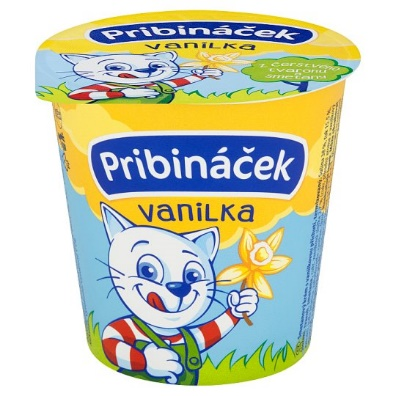 Pribináček
vanilka
z čerstvého
tvarohu
smetany
Pribináček
vanilka